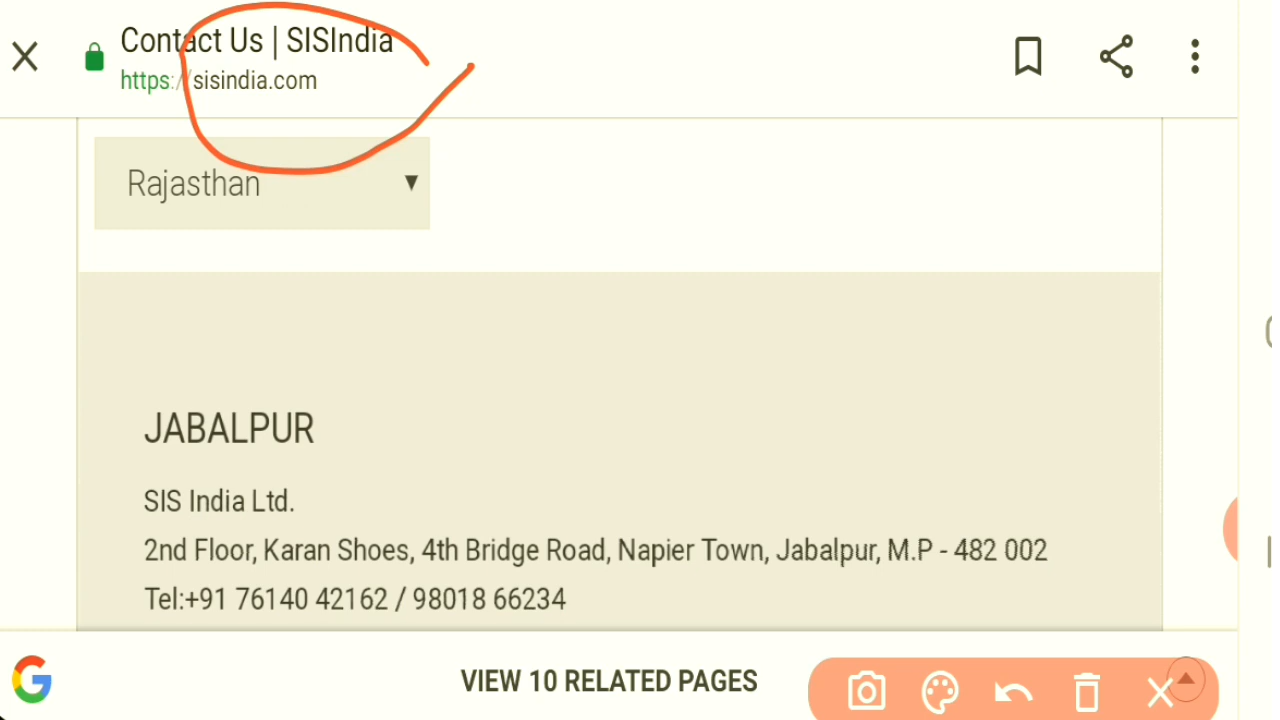 Contact Us | SISIndia
https://sisindia.com
Rajasthan
JABALPUR
SIS India Ltd.
2nd Floor, Karan Shoes, 4th Bridge Road, Napier Town, Jabalpur, M.P - 482 002
Tel:+91 76140 42162 / 98018 66234
VIEW 10 RELATED PAGES